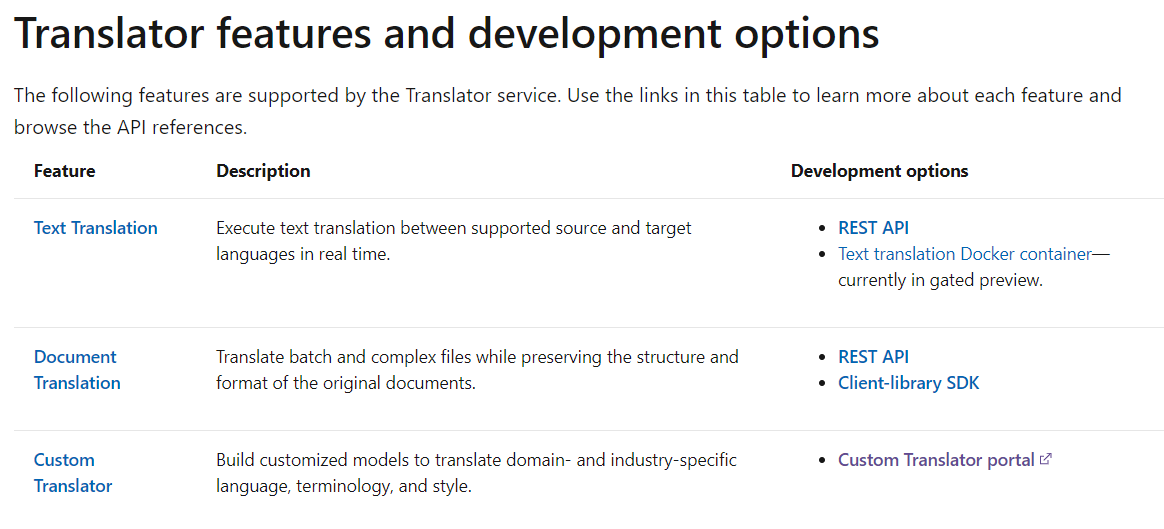 Translator features and development options
The following features are supported by the Translator service. Use the links in this table to learn more about each feature and
browse the API references.
Feature Description Development options
Text Translation
Execute text translation between supported source and target
languages in real time.
• REST API
• Text translation Docker container—
currently in gated preview.
Document
Translation
Translate batch and complex files while preserving the structure and
format of the original documents.
• REST API
• Client-library SDK
Custom
Translator
Build customized models to translate domain- and industry-specific
language, terminology, and style.
• Custom Translator portal